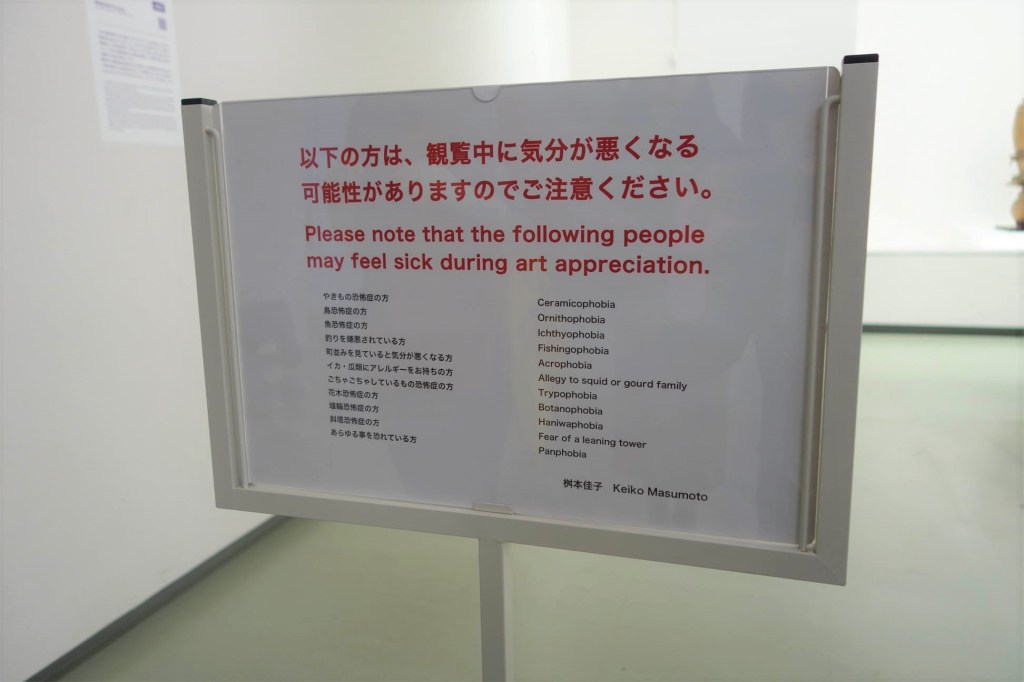 以下の方は、観覧中に気分が悪くなる
可能性がありますのでご注意ください。
Please note that the following people
may feel sick during art appreciation.
やきもの恐怖症の方
鳥恐怖症の方
魚恐怖症の方
釣りを嫌悪されている方
町並みを見ていると気分が悪くなる方
イカ・瓜類にアレルギーをお持ちの方
ごちゃごちゃしているもの恐怖症の方
花木恐怖症の方
埴輪恐怖症の方
斜塔恐怖症の方
あらゆる事を恐れている方
Ceramicophobia
Ornithophobia
Ichthyophobia
Fishingophobia
Acrophobia
Allegy to squid or gourd family
Trypophobia
Botanophobia
Haniwaphobia
Fear of a leaning tower
Panphobia
桝本佳子 Keiko Masumoto